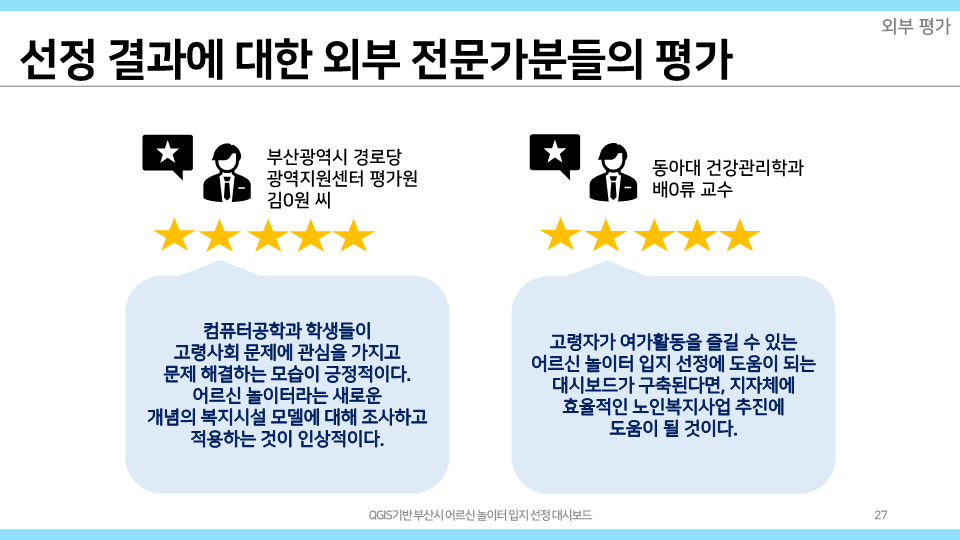 외부 평가
선정 결과에 대한 외부 전문가분들의 평가
부산광역시 경로당
광역지원센터 평가원
김O원 씨
컴퓨터공학과 학생들이
고령사회 문제에 관심을 가지고
문제 해결하는 모습이 긍정적이다.
어르신 놀이터라는 새로운
개념의 복지시설 모델에 대해 조사하고
적용하는 것이 인상적이다.
동아대 건강관리학과
배O류 교수
고령자가 여가활동을 즐길 수 있는
어르신 놀이터 입지 선정에 도움이 되는
대시보드가 구축된다면, 지자체에
효율적인 노인복지사업 추진에
도움이 될 것이다.
QGIS기반 부산시 어르신 놀이터 입지 선정 대시보드
27